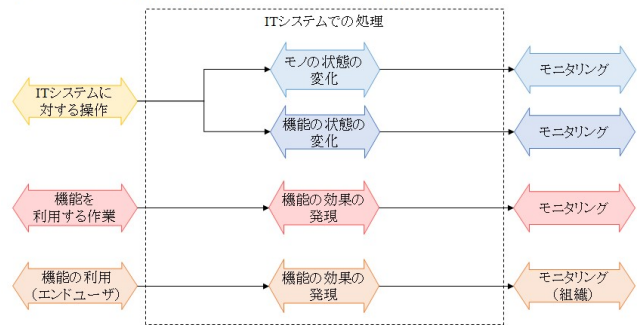 ITシステムでの処理
モノの状態の
変化
モニタリング
ITシステムに
対する操作
機能の状態の
変化
モニタリング
機能を
利用する作業
機能の効果の
発現
モニタリング
機能の利用
(エンドユーザ)
機能の効果の
発現
モニタリング
(組織)